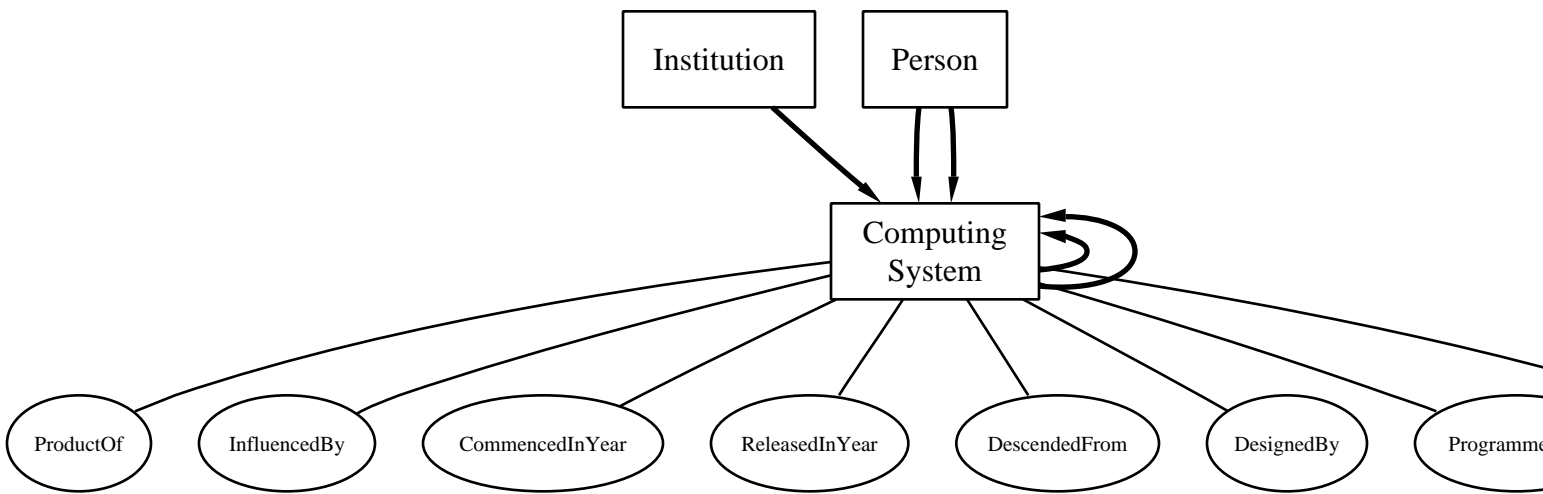 Institution
Person
Computing
System
ProductOf
InfluencedBy
CommencedInYear
ReleasedInYear
DescendedFrom
DesignedBy